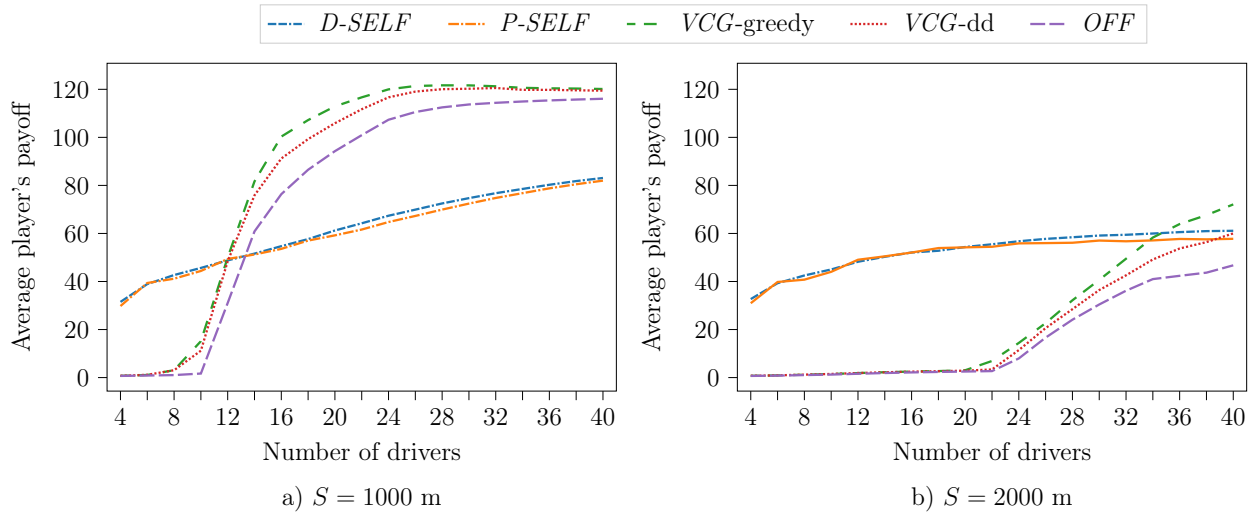 D-SELF P-SELF VCG-greedy VCG-dd OFF
Average player's payoff
120
100
80
60
40
20
0
4 8 12 16 20 24 28 32 36 40
Number of drivers
a) S = 1000 m
Average player's payoff
120
100
80
60
40
20
0
4 8 12 16 20 24 28 32 36 40
Number of drivers
b) S = 2000 m